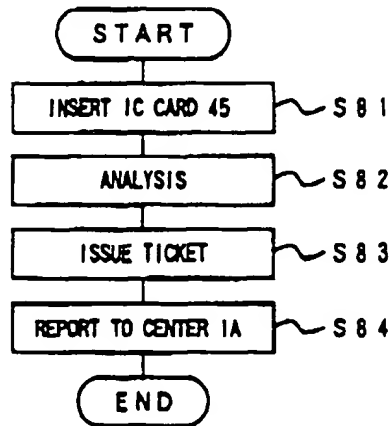 START
INSERT IC CARD 45 S81
ANALYSIS S82
ISSUE TICKET S83
REPORT TO CENTER 1A S84
END